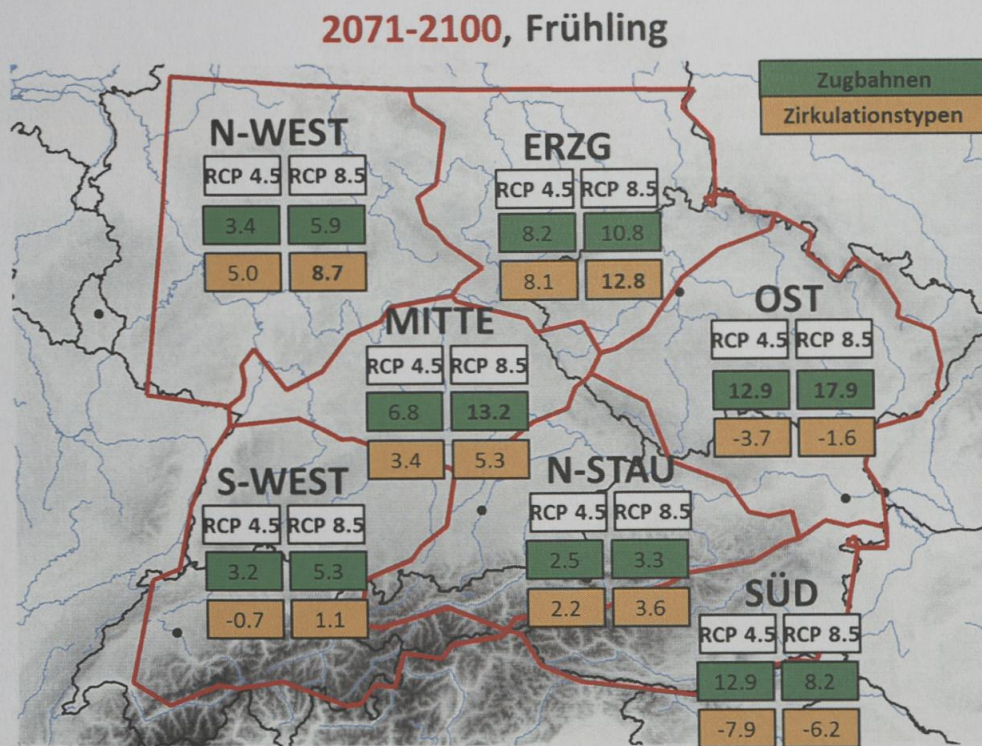 2071-2100, Frühling
Zugbahnen
Zirkulationstypen
N-WEST
RCP 4.5 RCP 8.5
3.4 5.9
5.0 8.7
ERZG
RCP 4.5 RCP 8.5
8.2 10.8
8.1 12.8
OST
RCP 4.5 RCP 8.5
12.9 17.9
-3.7 -1.6
MITTE
RCP 4.5 RCP 8.5
6.8 13.2
3.4 5.3
S-WEST
RCP 4.5 RCP 8.5
3.2 5.3
-0.7 1.1
N-STAU
RCP 4.5 RCP 8.5
2.5 3.3
2.2 3.6
SÜD
RCP 4.5 RCP 8.5
12.9 8.2
-7.9 -6.2